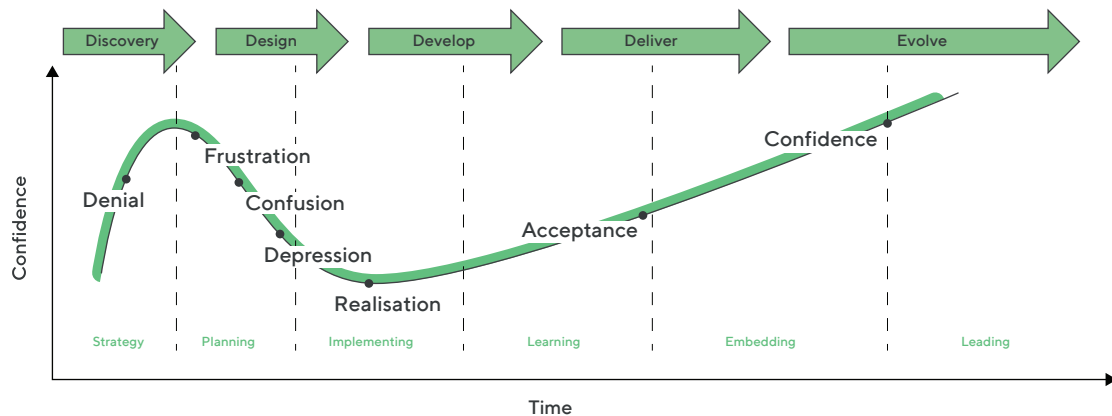 Discovery
Design
Develop
Deliver
Evolve
Confidence
Denial
Frustration
Confusion
Depression
Realisation
Acceptance
Confidence
Strategy
Planning
Implementing
Learning
Embedding
Leading
Time